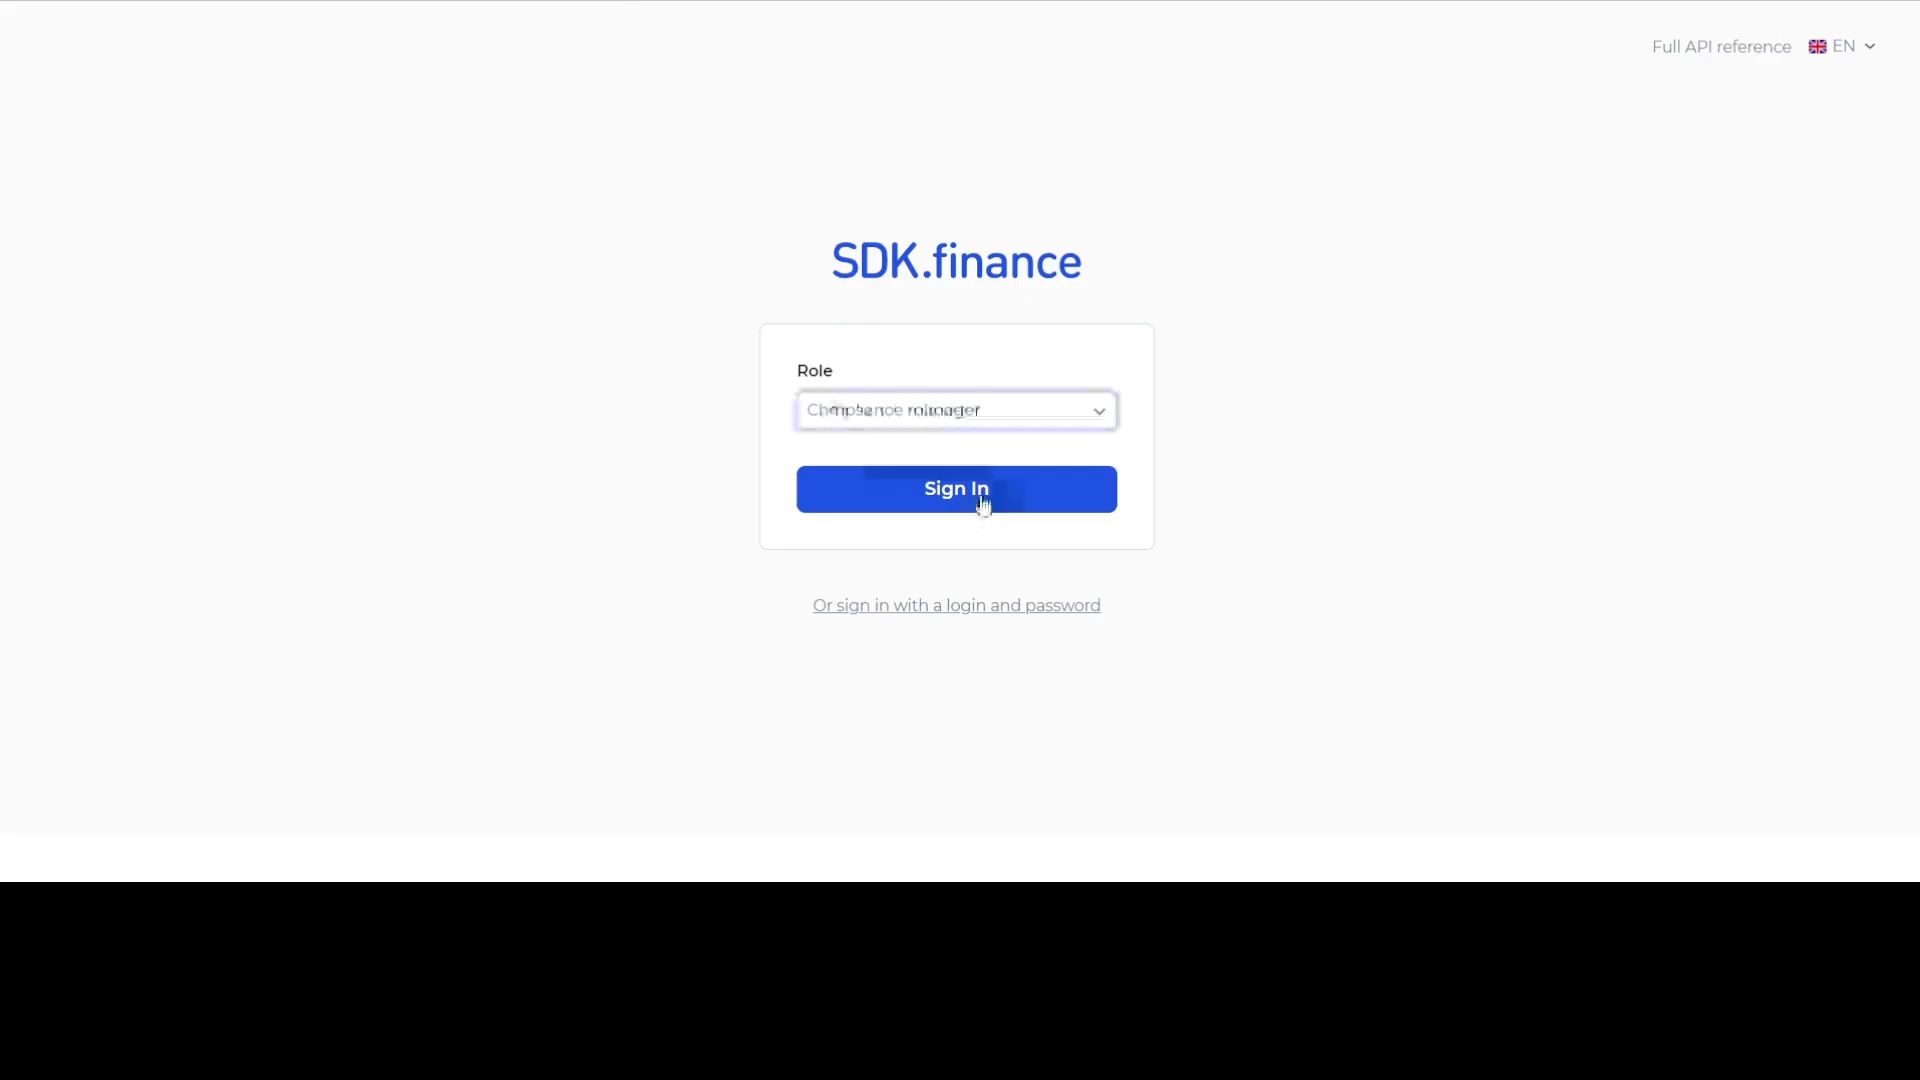 Full API reference EN
SDK.finance
Role
Sign In
Or sign in with a login and password